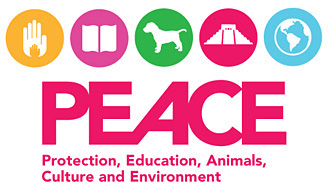 PEACE
Protection, Education, Animals,
Culture and Environment